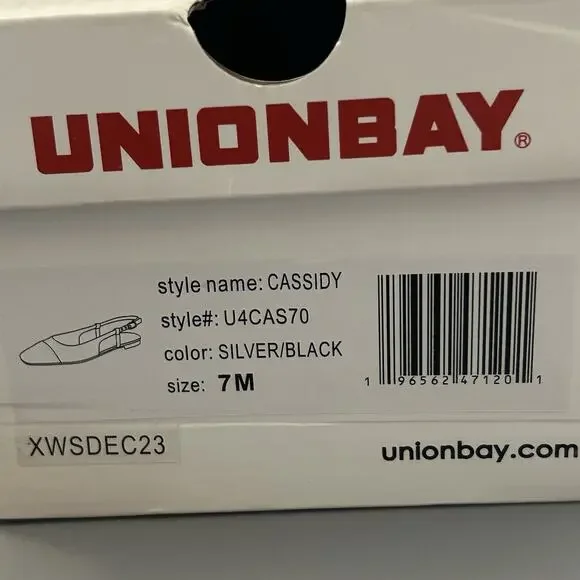 UNIONBAY®
style name: CASSIDY
style#: U4CAS70
color: SILVER/BLACK
size: 7M
1 96562 47120 1
XWSDEC23
unionbay.com